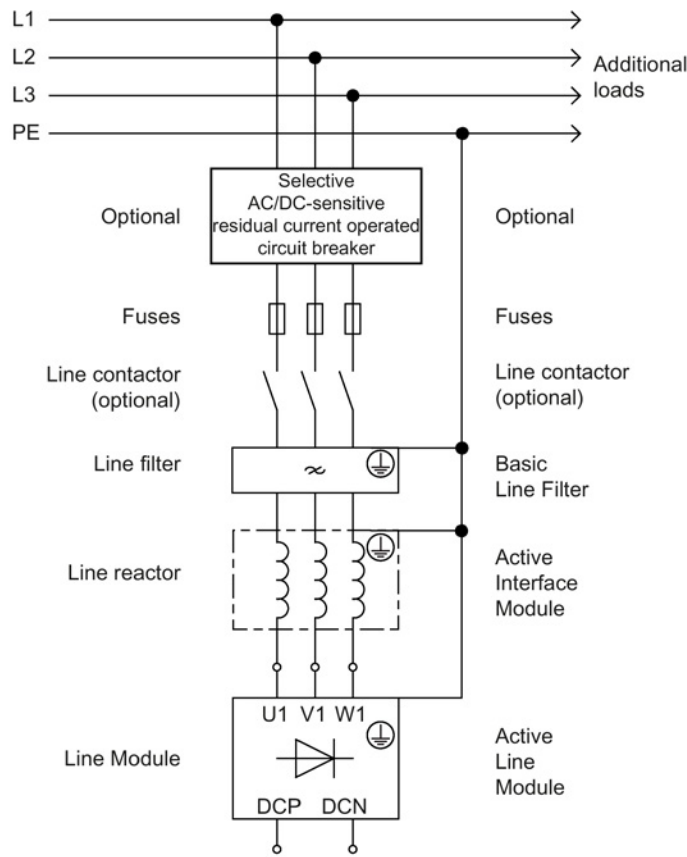 L1
L2
L3
PE
Additional
loads
Optional
Selective
AC/DC-sensitive
residual current operated
circuit breaker
Optional
Fuses
Fuses
Line contactor
(optional)
Line contactor
(optional)
Line filter
Basic
Line Filter
Line reactor
Active
Interface
Module
U1 V1 W1
Line Module
Active
Line
Module
DCP DCN